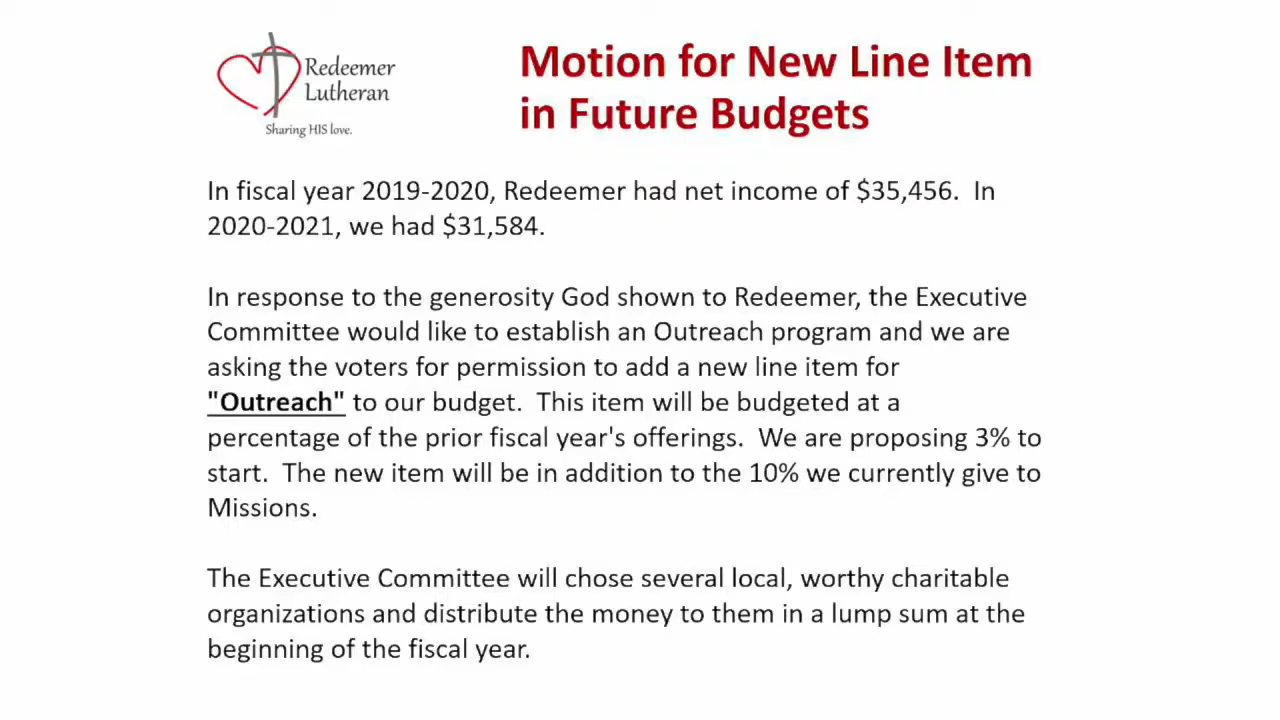 Redeemer
Lutheran
Sharing HIS love.
Motion for New Line Item
in Future Budgets
In fiscal year 2019-2020, Redeemer had net income of $35,456.  In
2020-2021, we had $31,584.
In response to the generosity God shown to Redeemer, the Executive
Committee would like to establish an Outreach program and we are
asking the voters for permission to add a new line item for
"Outreach" to our budget.  This item will be budgeted at a
percentage of the prior fiscal year's offerings.  We are proposing 3% to
start.  The new item will be in addition to the 10% we currently give to
Missions.
The Executive Committee will chose several local, worthy charitable
organizations and distribute the money to them in a lump sum at the
beginning of the fiscal year.